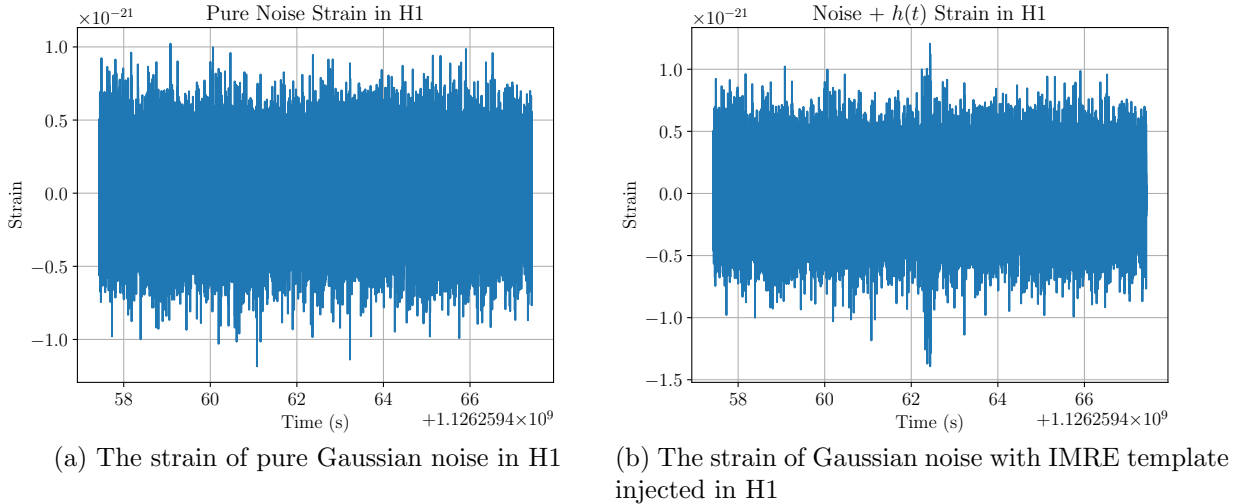 Pure Noise Strain in H1
×10⁻²¹
1.0
0.5
0.0
−0.5
−1.0
Strain
58 60 62 64 66
Time (s)
+1.1262594×10⁹
(a) The strain of pure Gaussian noise in H1
Noise + h(t) Strain in H1
×10⁻²¹
1.0
0.5
0.0
−0.5
−1.0
−1.5
Strain
58 60 62 64 66
Time (s)
+1.1262594×10⁹
(b) The strain of Gaussian noise with IMRE template
injected in H1